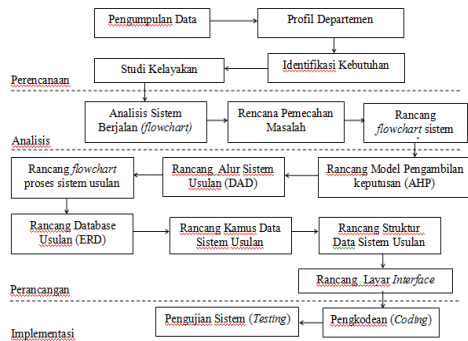 Pengumpulan Data
Profil Departemen
Studi Kelayakan
Identifikasi Kebutuhan
Perencanaan
Analisis Sistem
Berjalan (flowchart)
Rencana Pemecahan
Masalah
Rancang
flowchart sistem
Analisis
Rancang flowchart
proses sistem usulan
Rancang Alur Sistem
Usulan (DAD)
Rancang Model Pengambilan
keputusan (AHP)
Rancang Database
Usulan (ERD)
Rancang Kamus Data
Sistem Usulan
Rancang Struktur
Data Sistem Usulan
Rancang Layar Interface
Perancangan
Pengujian Sistem (Testing)
Pengkodean (Coding)
Implementasi